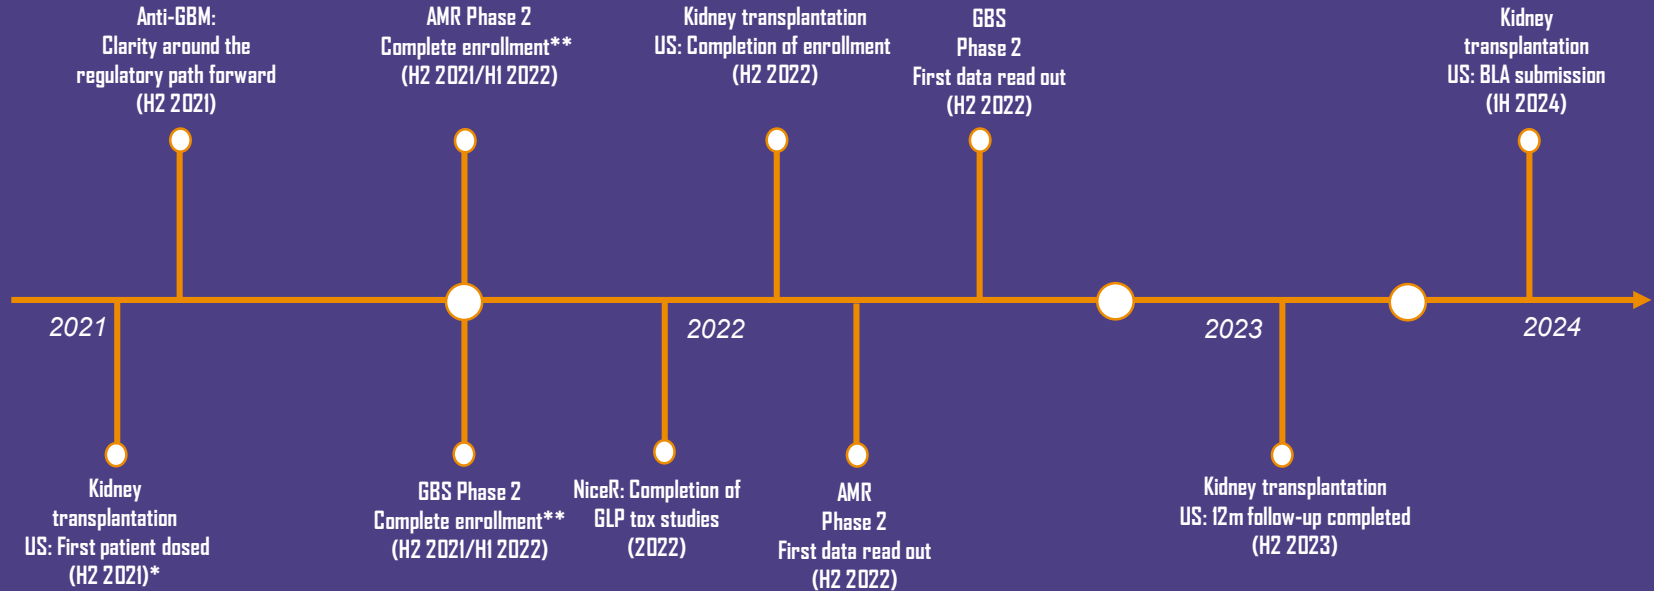 Anti-GBM:
Clarity around the
regulatory path forward
(H2 2021)
AMR Phase 2
Complete enrollment**
(H2 2021/H1 2022)
Kidney transplantation
US: Completion of enrollment
(H2 2022)
GBS
Phase 2
First data read out
(H2 2022)
Kidney
transplantation
US: BLA submission
(1H 2024)
2021
2022
2023
2024
Kidney
transplantation
US: First patient dosed
(H2 2021)*
GBS Phase 2
Complete enrollment**
(H2 2021/H1 2022)
NiceR: Completion of
GLP tox studies
(2022)
AMR
Phase 2
First data read out
(H2 2022)
Kidney transplantation
US: 12m follow-up completed
(H2 2023)